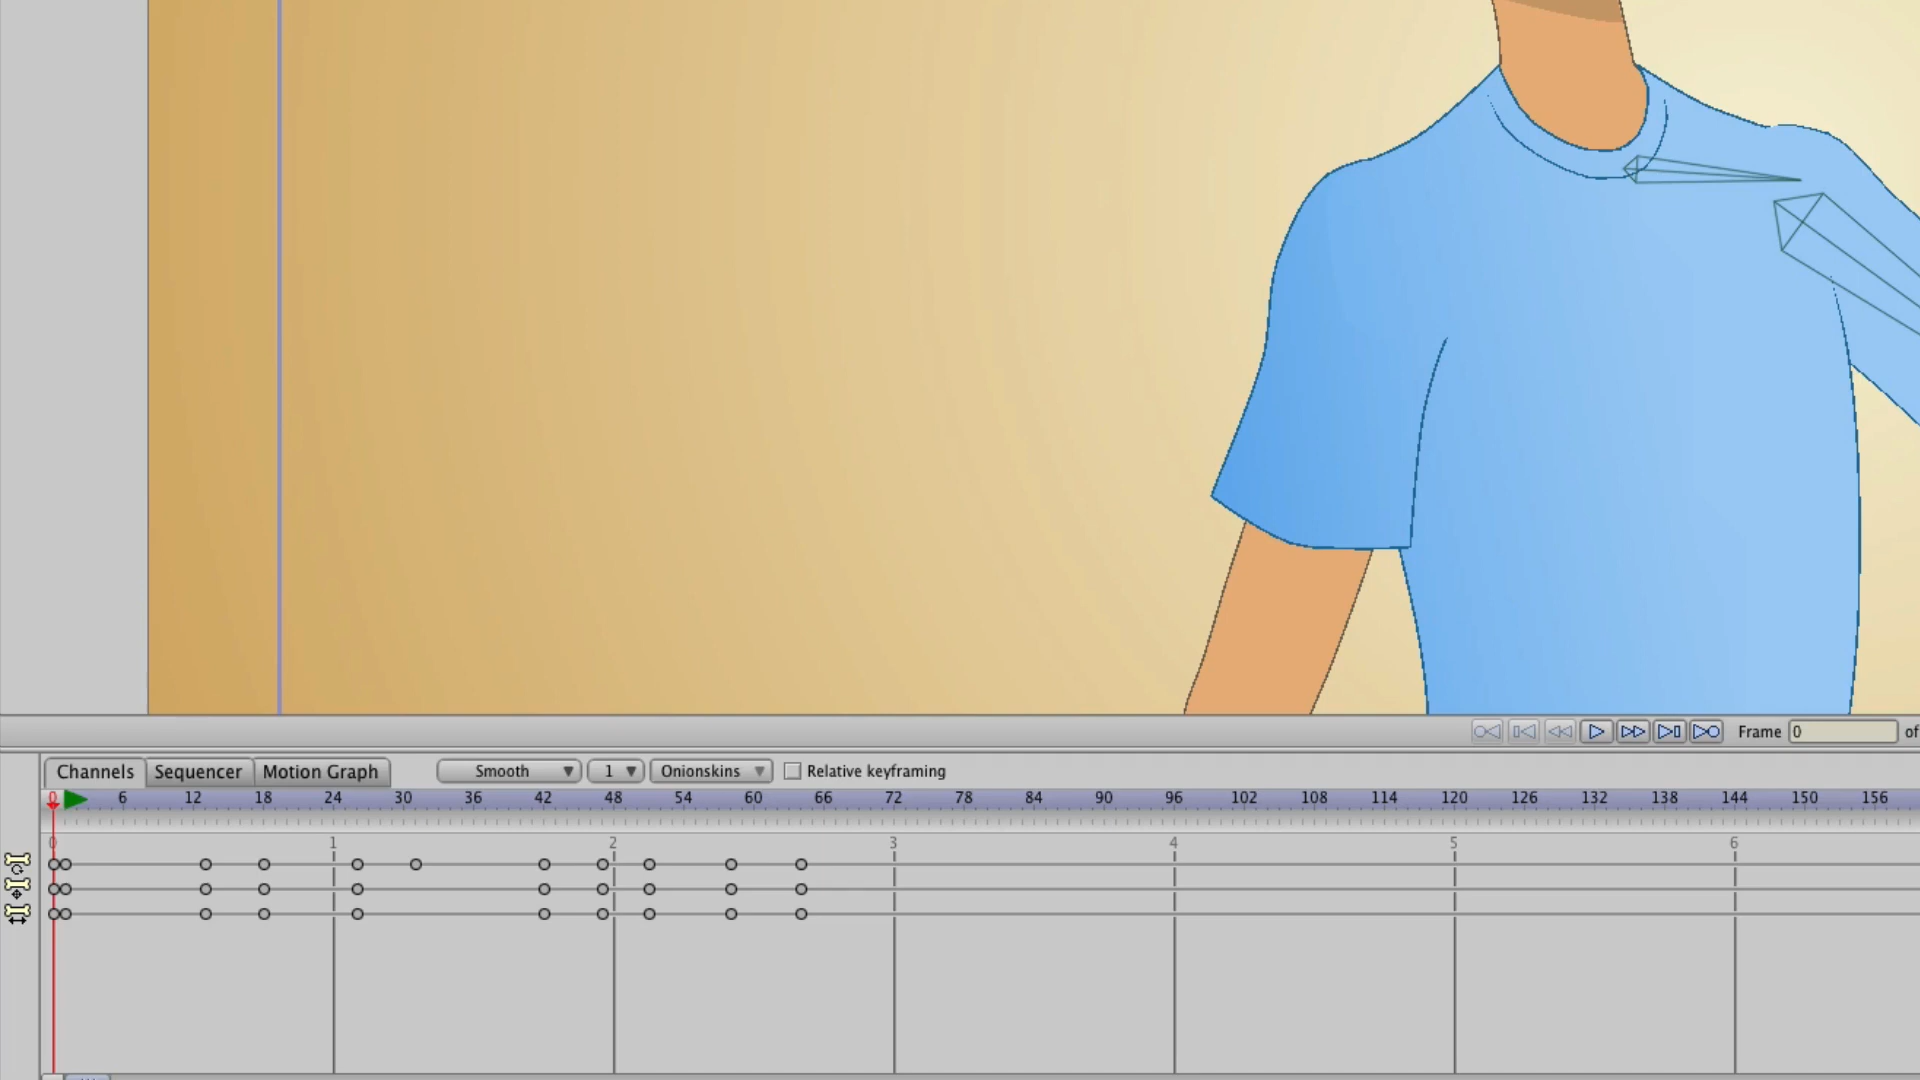 Frame 0 of
Channels Sequencer Motion Graph Smooth 1 Onionskins Relative keyframing
0 6 12 18 24 30 36 42 48 54 60 66 72 78 84 90 96 102 108 114 120 126 132 138 144 150 156
0 1 2 3 4 5 6